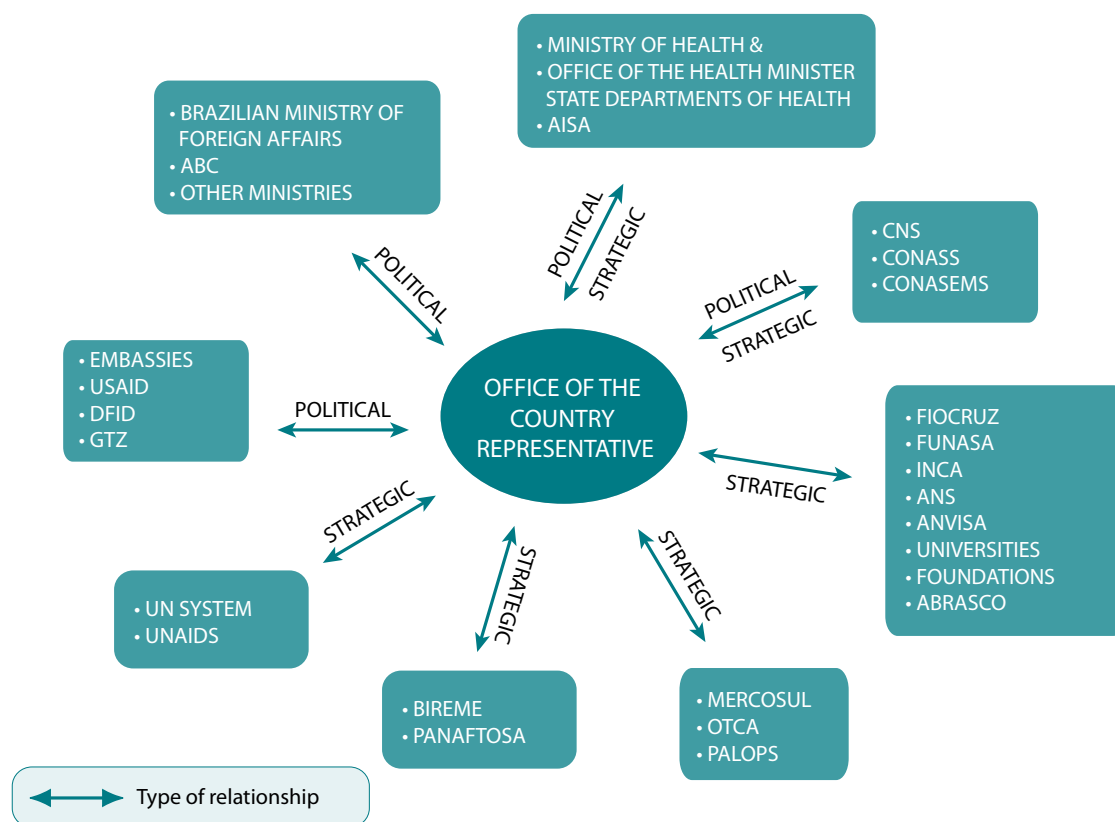 • MINISTRY OF HEALTH &
• OFFICE OF THE HEALTH MINISTER
STATE DEPARTMENTS OF HEALTH
• AISA
• BRAZILIAN MINISTRY OF
FOREIGN AFFAIRS
• ABC
• OTHER MINISTRIES
POLITICAL
STRATEGIC
• CNS
• CONASS
• CONASEMS
POLITICAL
POLITICAL
STRATEGIC
• EMBASSIES
• USAID
• DFID
• GTZ
POLITICAL
OFFICE OF THE
COUNTRY
REPRESENTATIVE
• FIOCRUZ
• FUNASA
• INCA
• ANS
• ANVISA
• UNIVERSITIES
• FOUNDATIONS
• ABRASCO
STRATEGIC
STRATEGIC
STRATEGIC
STRATEGIC
• UN SYSTEM
• UNAIDS
• BIREME
• PANAFTOSA
• MERCOSUL
• OTCA
• PALOPS
Type of relationship